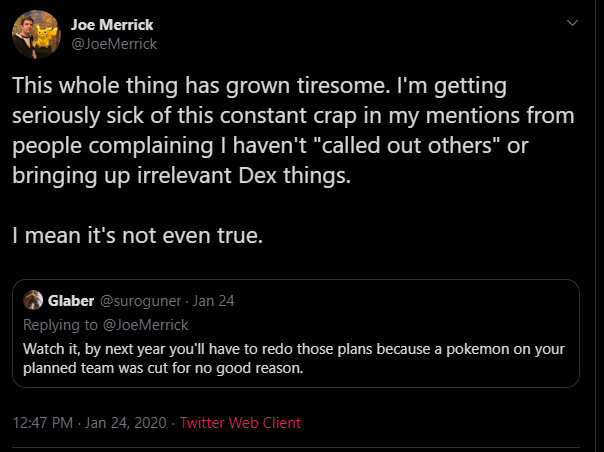 Joe Merrick
@JoeMerrick
This whole thing has grown tiresome. I'm getting
seriously sick of this constant crap in my mentions from
people complaining I haven't "called out others" or
bringing up irrelevant Dex things.
I mean it's not even true.
Glaber @suroguner · Jan 24
Replying to @JoeMerrick
Watch it, by next year you'll have to redo those plans because a pokemon on your
planned team was cut for no good reason.
12:47 PM · Jan 24, 2020 · Twitter Web Client